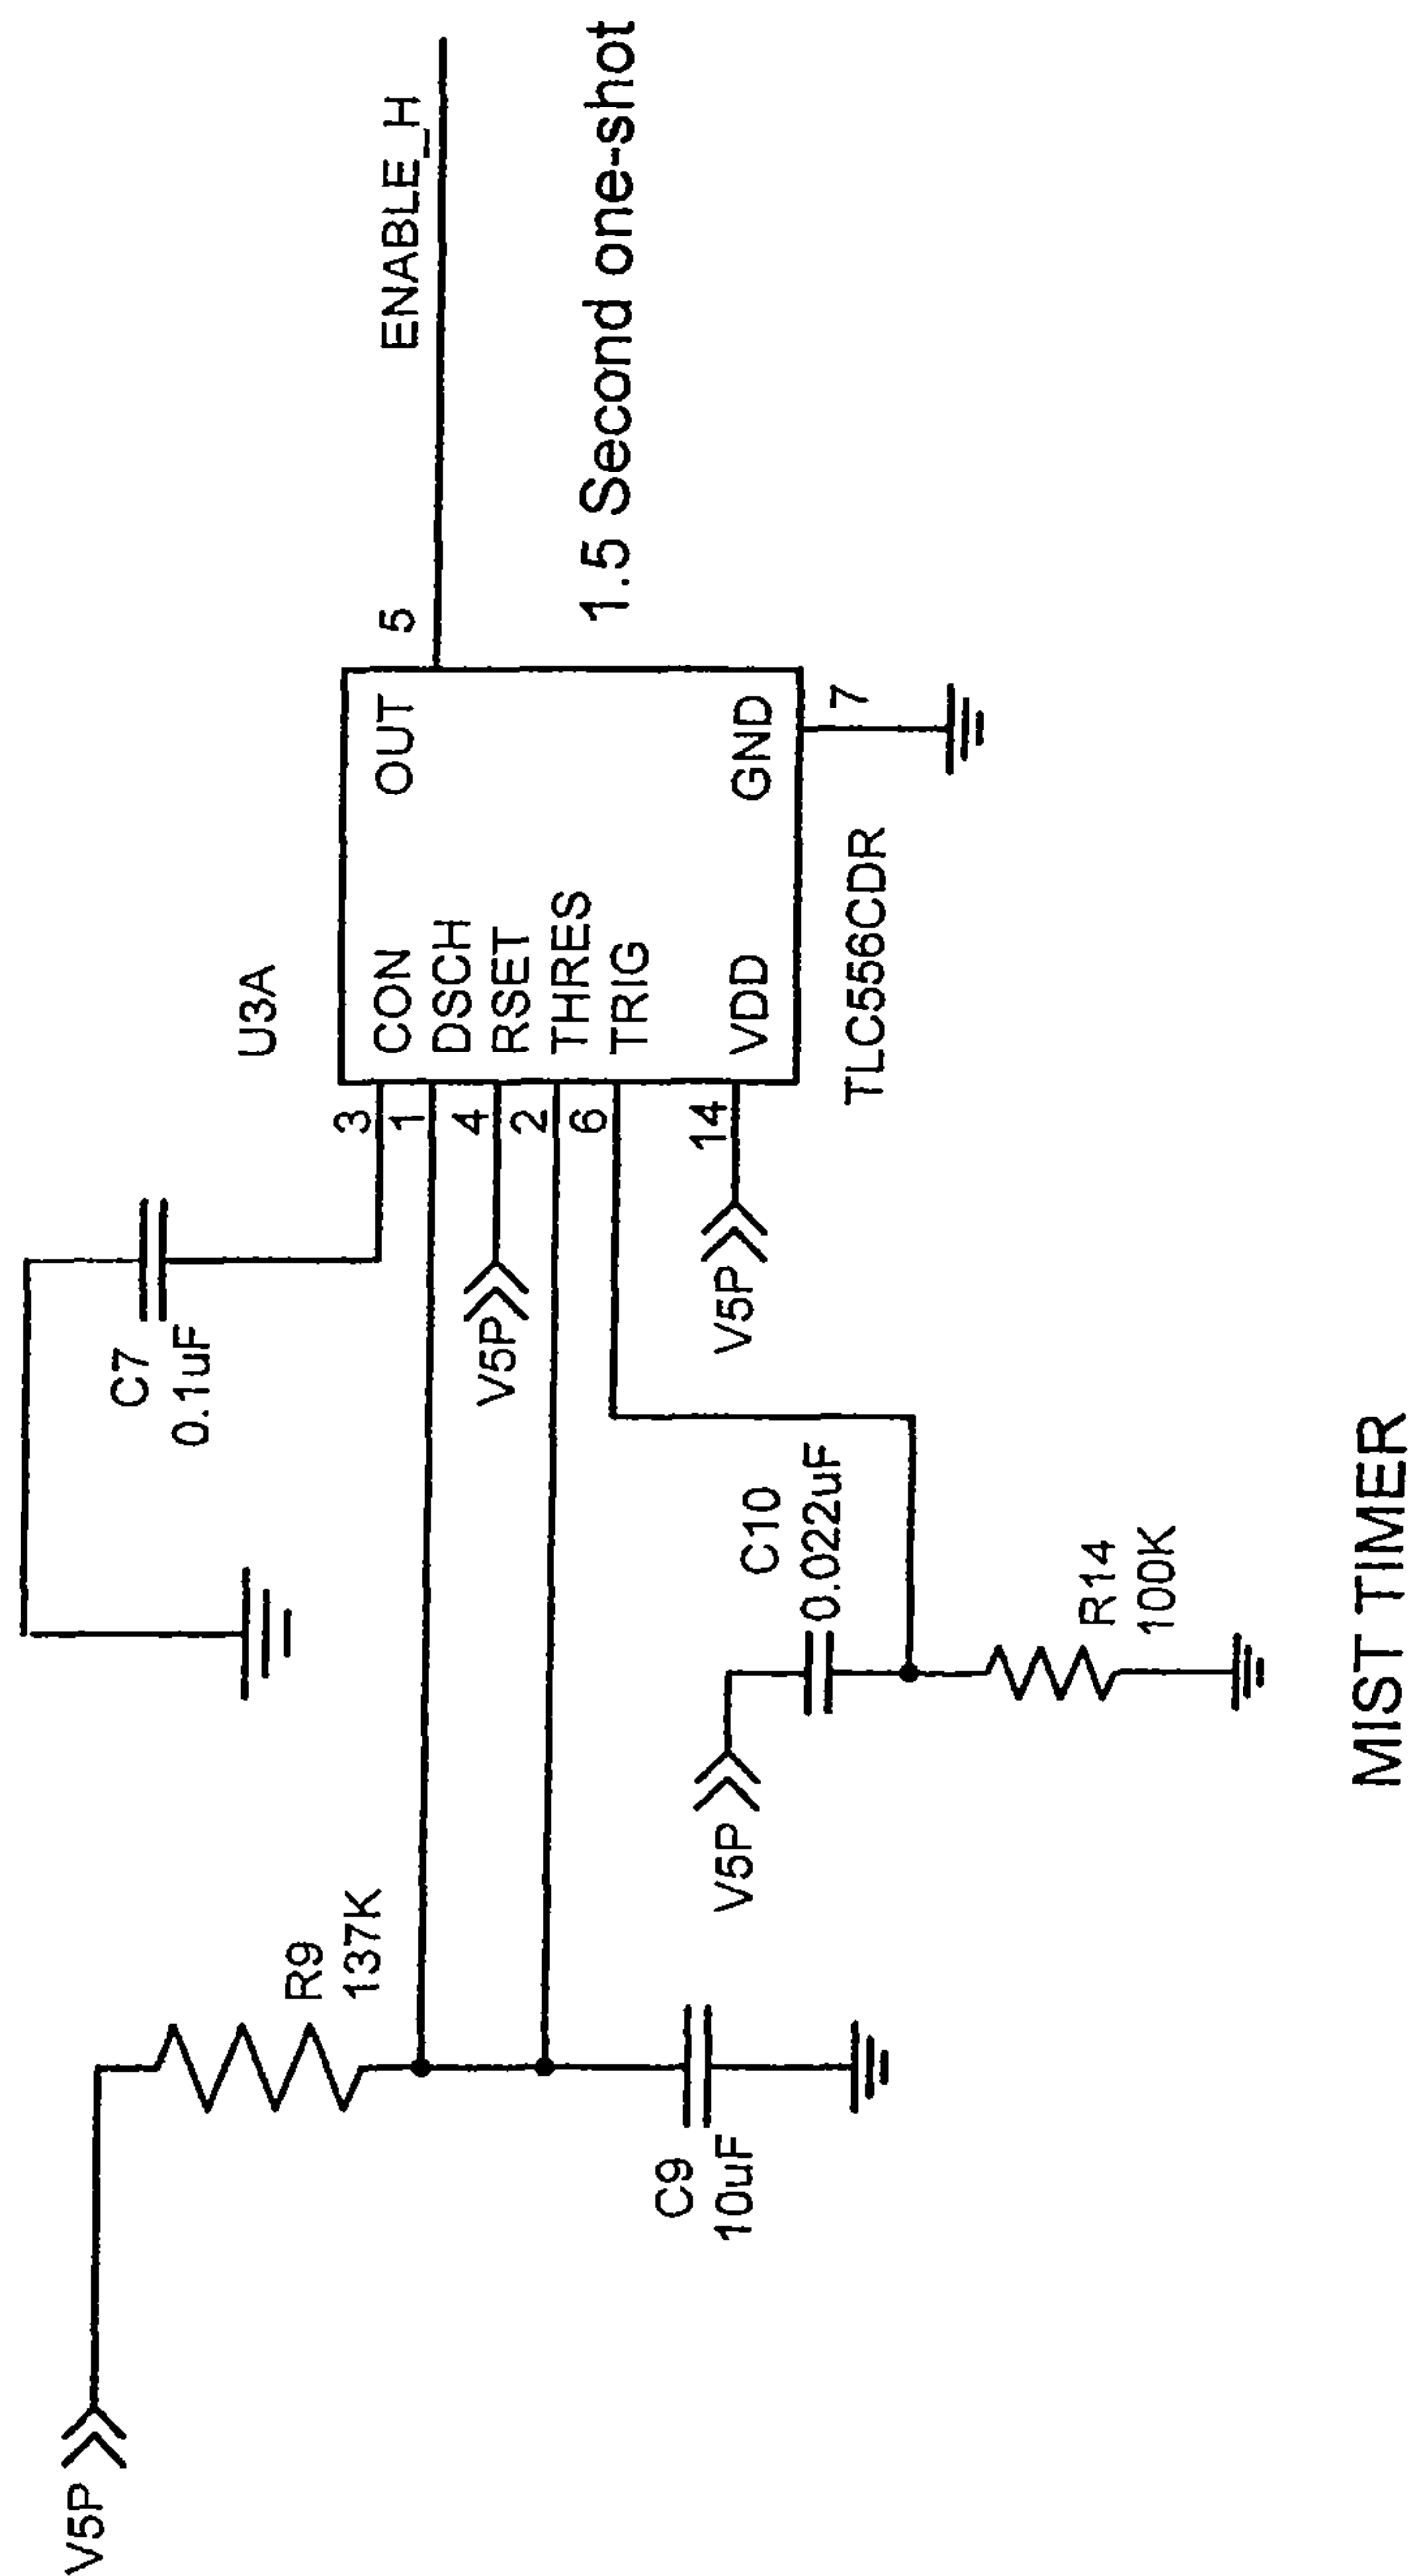 V5P
R9
137K
C9
10uF
C7
0.1uF
V5P
V5P
C10
0.022uF
R14
100K
V5P
U3A
3
1
4
2
6
14
CON
DSCH
RSET
THRES
TRIG
VDD
OUT
GND
5
7
TLC556CDR
ENABLE_H
1.5 Second one-shot
MIST TIMER